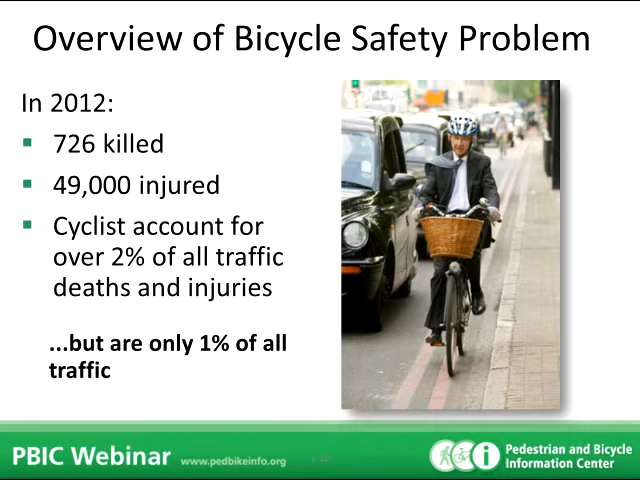 Overview of Bicycle Safety Problem
In 2012:
726 killed
49,000 injured
Cyclist account for
over 2% of all traffic
deaths and injuries
...but are only 1% of all
traffic
PBIC Webinar
www.pedbikeinfo.org
Pedestrian and Bicycle
Information Center